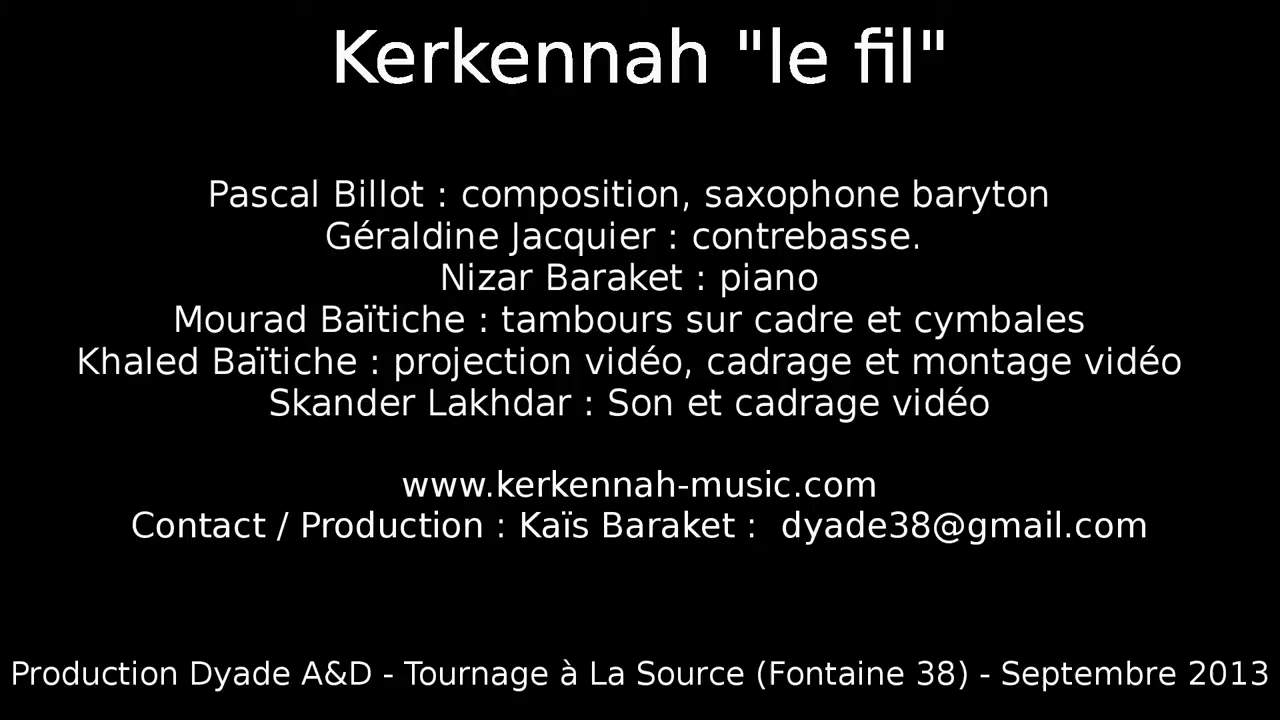 Kerkennah "le fil"
Pascal Billot : composition, saxophone baryton
Géraldine Jacquier : contrebasse.
Nizar Baraket : piano
Mourad Baïtiche : tambours sur cadre et cymbales
Khaled Baïtiche : projection vidéo, cadrage et montage vidéo
Skander Lakhdar : Son et cadrage vidéo
www.kerkennah-music.com
Contact / Production : Kaïs Baraket :  dyade38@gmail.com
Production Dyade A&D - Tournage à La Source (Fontaine 38) - Septembre 2013